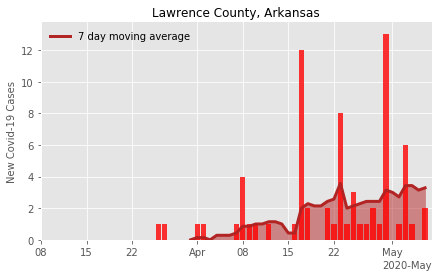 Lawrence County, Arkansas
7 day moving average
New Covid-19 Cases
12
10
8
6
4
2
0
08 15 22 Apr 08 15 22 May
2020-May